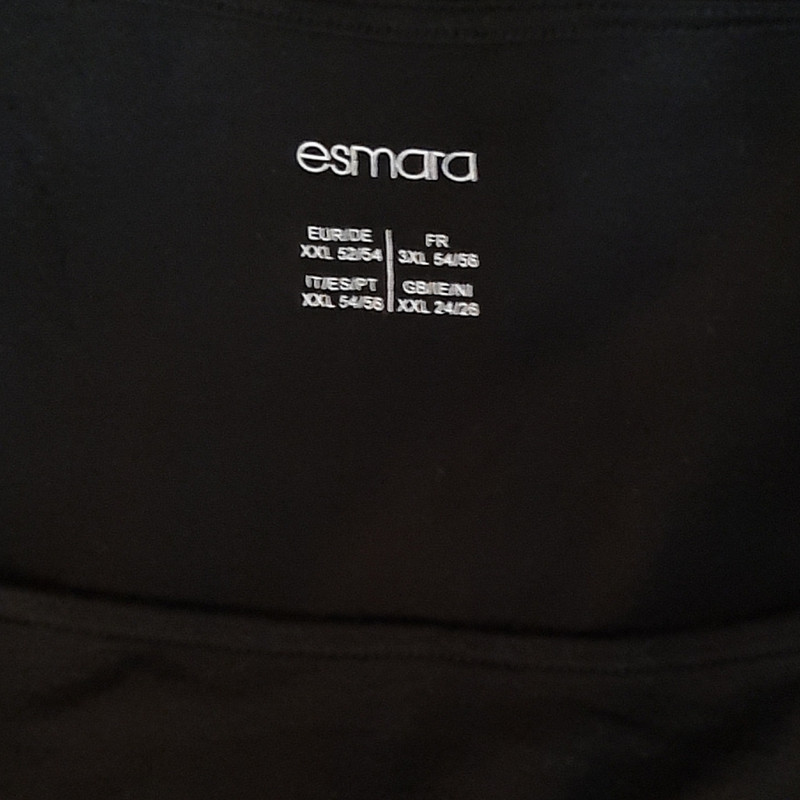 esmara
EUR/DE
XXL 52/54
FR
3XL 54/56
IT/ES/PT
XXL 54/56
GB/IE/NI
XXL 24/26